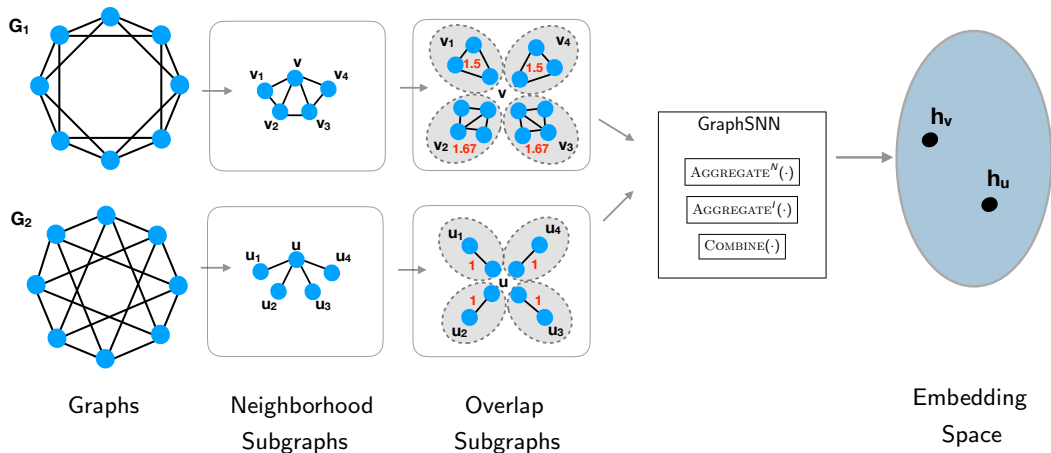 G1
v1
v
v4
v2
v3
v1
v4
1.5
1.5
v
v2
1.67
1.67
v3
GraphSNN
AGGREGATE^N(·)
AGGREGATE^I(·)
COMBINE(·)
hv
hu
G2
u1
u
u4
u2
u3
u1
u4
1
1
u
1
1
u2
u3
Graphs
Neighborhood
Subgraphs
Overlap
Subgraphs
Embedding
Space